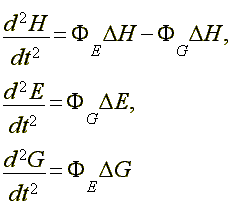 d²H/dt² = Φ_E ΔH − Φ_G ΔH,
d²E/dt² = Φ_G ΔE,
d²G/dt² = Φ_E ΔG